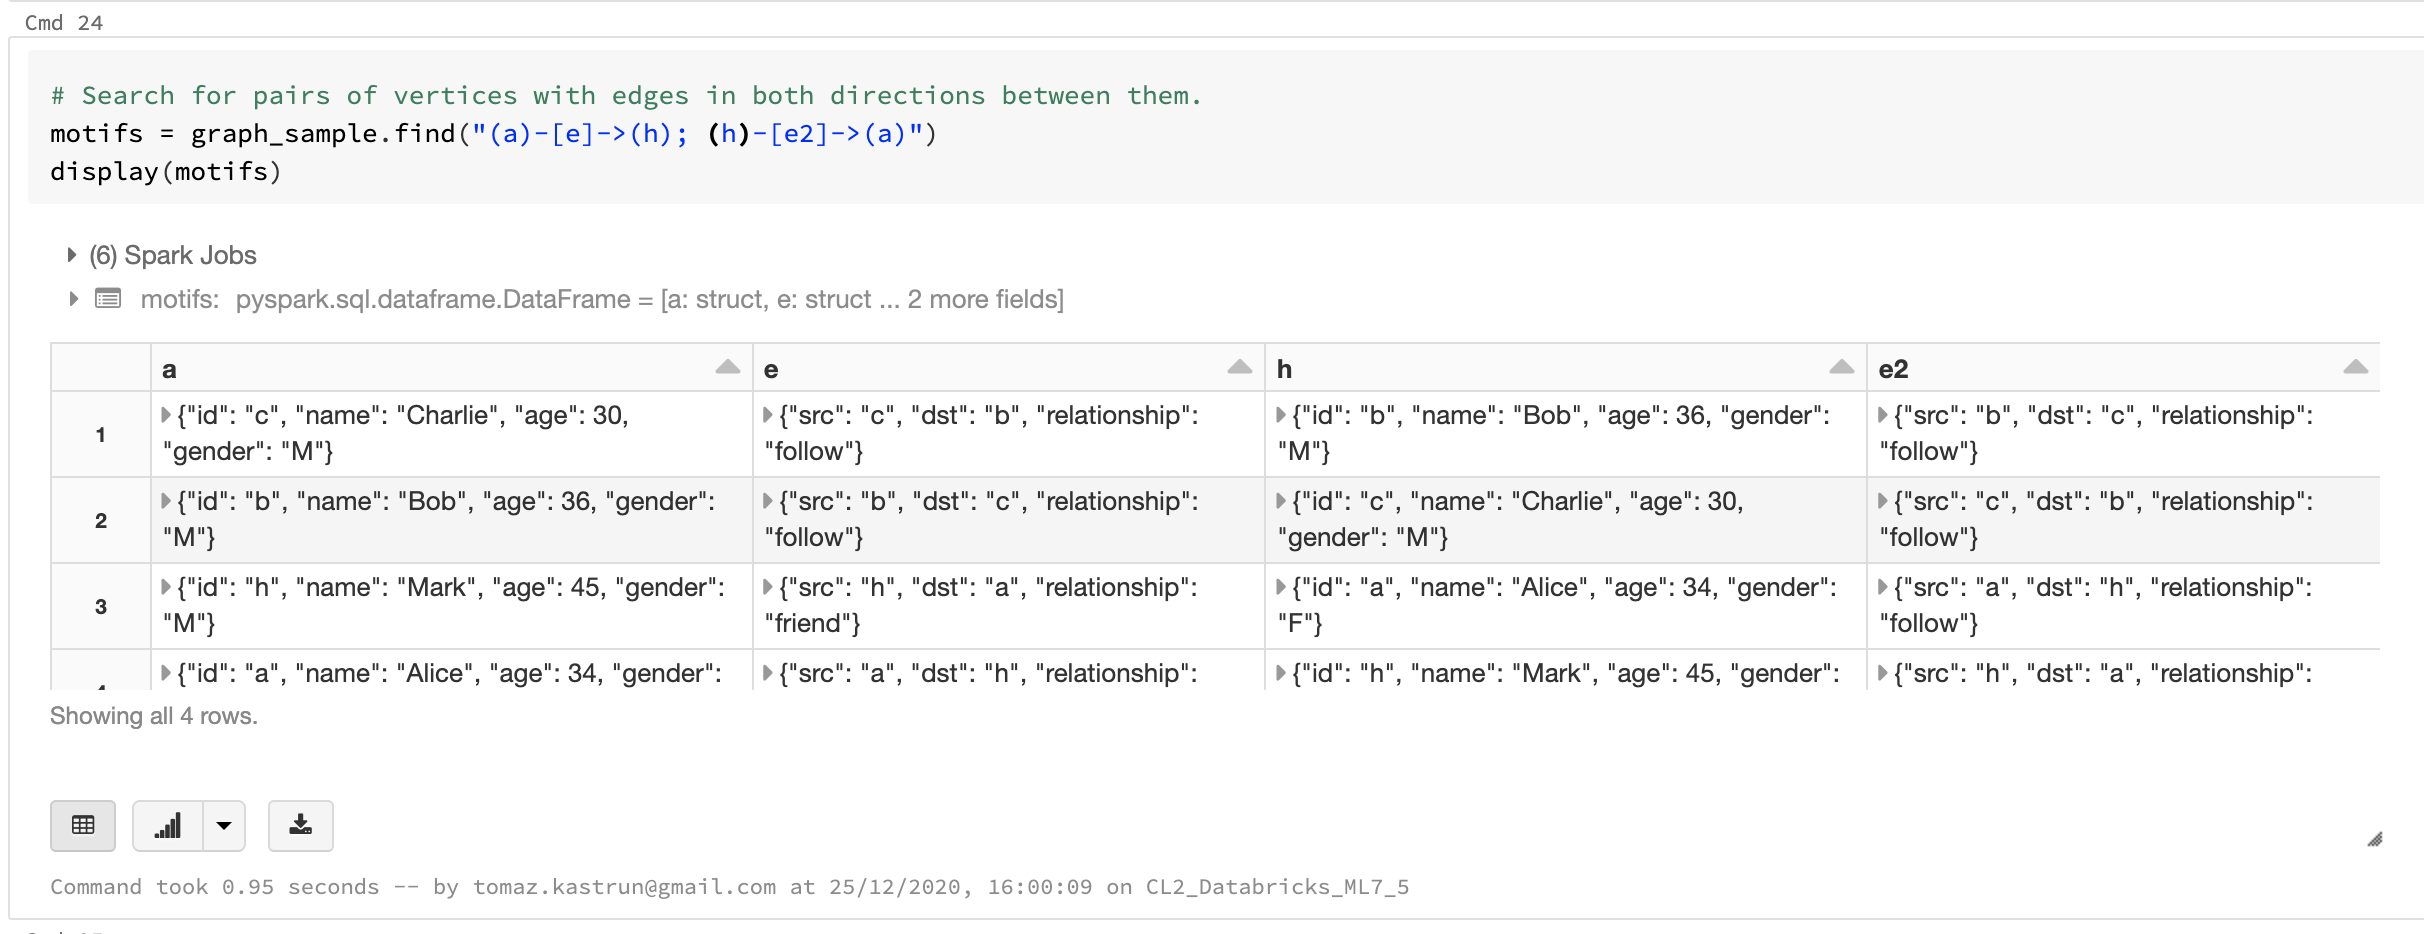 Cmd 24
# Search for pairs of vertices with edges in both directions between them.
motifs = graph_sample.find("(a)-[e]->(h); (h)-[e2]->(a)")
display(motifs)
(6) Spark Jobs
motifs: pyspark.sql.dataframe.DataFrame = [a: struct, e: struct ... 2 more fields]
a e h e2
1 {"id": "c", "name": "Charlie", "age": 30, {"src": "c", "dst": "b", "relationship": {"id": "b", "name": "Bob", "age": 36, "gender": {"src": "b", "dst": "c", "relationship":
"gender": "M"} "follow"} "M"} "follow"}
2 {"id": "b", "name": "Bob", "age": 36, "gender": {"src": "b", "dst": "c", "relationship": {"id": "c", "name": "Charlie", "age": 30, {"src": "c", "dst": "b", "relationship":
"M"} "follow"} "gender": "M"} "follow"}
3 {"id": "h", "name": "Mark", "age": 45, "gender": {"src": "h", "dst": "a", "relationship": {"id": "a", "name": "Alice", "age": 34, "gender": {"src": "a", "dst": "h", "relationship":
"M"} "friend"} "F"} "follow"}
{"id": "a", "name": "Alice", "age": 34, "gender": {"src": "a", "dst": "h", "relationship": {"id": "h", "name": "Mark", "age": 45, "gender": {"src": "h", "dst": "a", "relationship":
Showing all 4 rows.
Command took 0.95 seconds -- by tomaz.kastrun@gmail.com at 25/12/2020, 16:00:09 on CL2_Databricks_ML7_5